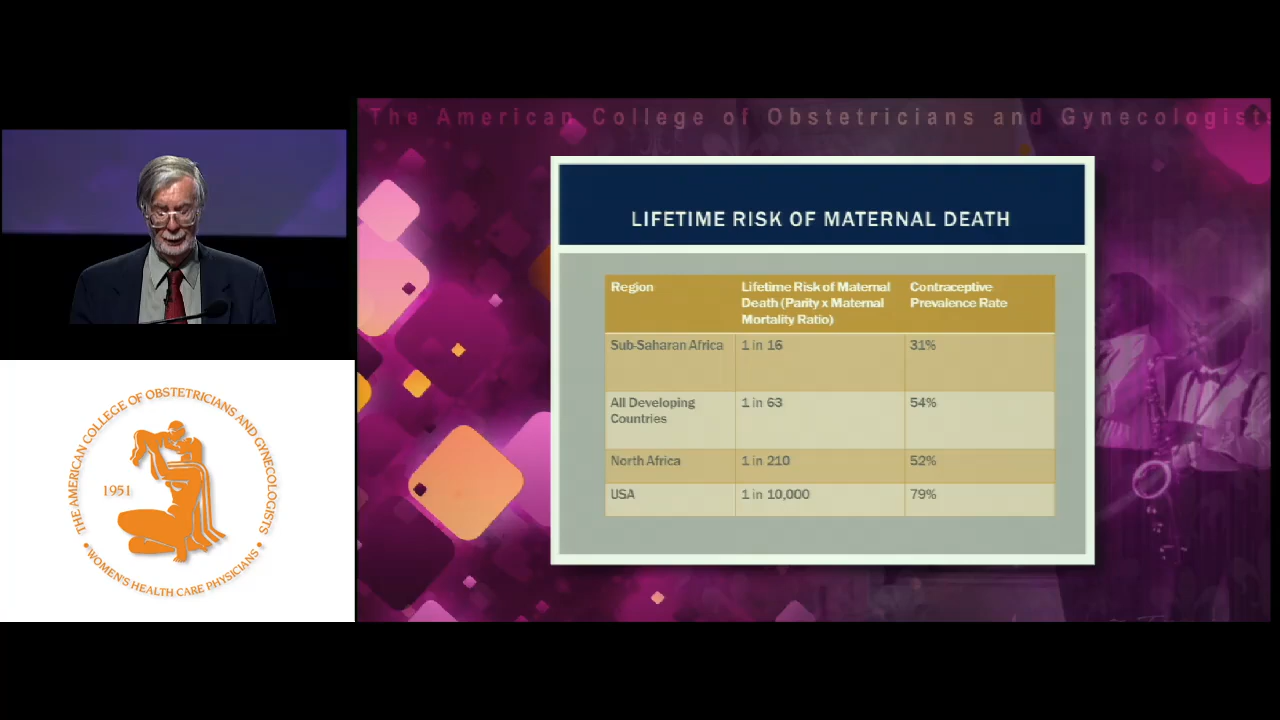 The American College of Obstetricians and Gynecologists
LIFETIME RISK OF MATERNAL DEATH
Region
Lifetime Risk of Maternal
Death (Parity x Maternal
Mortality Ratio)
Contraceptive
Prevalence Rate
Sub-Saharan Africa
1 in 16
31%
All Developing
Countries
1 in 63
54%
North Africa
1 in 210
52%
USA
1 in 10,000
79%
THE AMERICAN COLLEGE OF OBSTETRICIANS AND GYNECOLOGISTS
1951
WOMEN'S HEALTH CARE PHYSICIANS